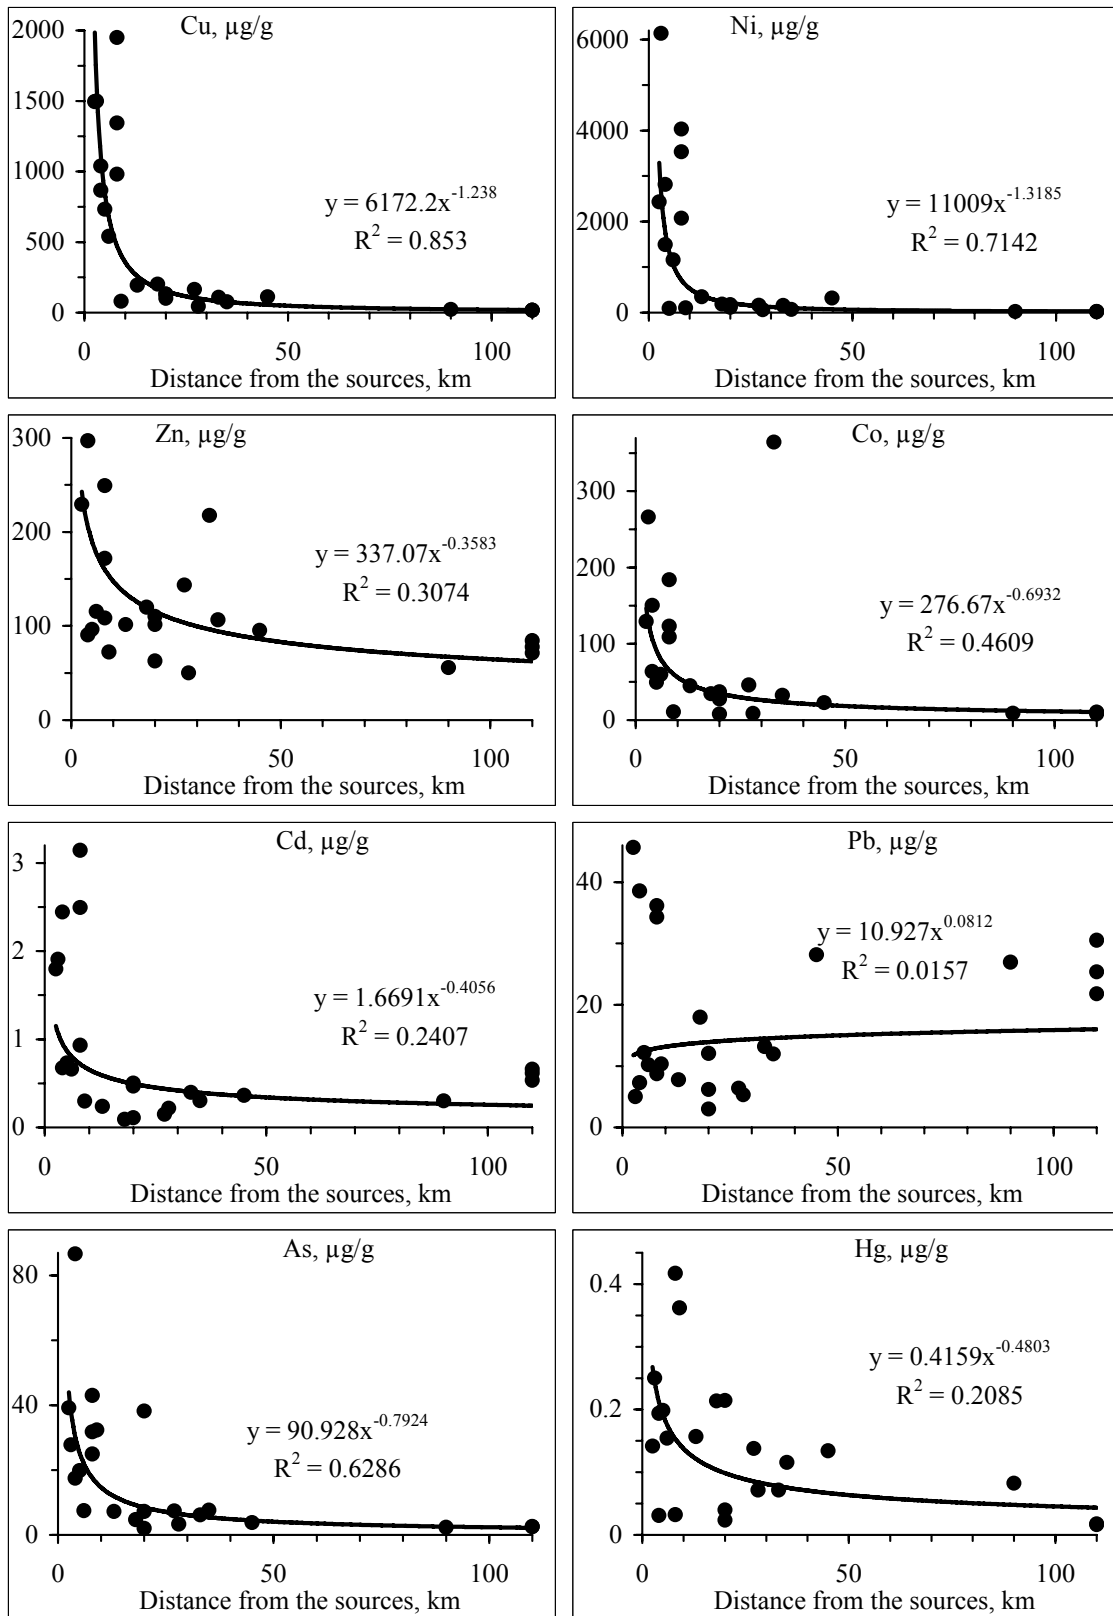 Cu, µg/g
2000
1500
1000
500
0
y = 6172.2x^-1.238
R^2 = 0.853
0 50 100
Distance from the sources, km
Ni, µg/g
6000
4000
2000
0
y = 11009x^-1.3185
R^2 = 0.7142
0 50 100
Distance from the sources, km
Zn, µg/g
300
200
100
0
y = 337.07x^-0.3583
R^2 = 0.3074
0 50 100
Distance from the sources, km
Co, µg/g
300
200
100
0
y = 276.67x^-0.6932
R^2 = 0.4609
0 50 100
Distance from the sources, km
Cd, µg/g
3
2
1
0
y = 1.6691x^-0.4056
R^2 = 0.2407
0 50 100
Distance from the sources, km
Pb, µg/g
40
20
0
y = 10.927x^0.0812
R^2 = 0.0157
0 50 100
Distance from the sources, km
As, µg/g
80
40
0
y = 90.928x^-0.7924
R^2 = 0.6286
0 50 100
Distance from the sources, km
Hg, µg/g
0.4
0.2
0
y = 0.4159x^-0.4803
R^2 = 0.2085
0 50 100
Distance from the sources, km